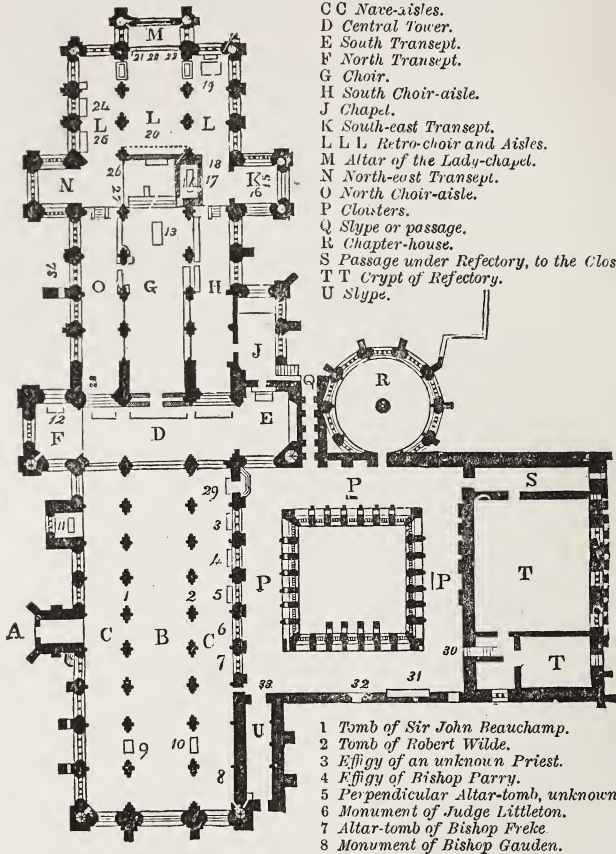 C C Nave-aisles.
D Central Tower.
E South Transept.
F North Transept.
G Choir.
H South Choir-aisle.
J Chapel.
K South-east Transept.
L L L Retro-choir and Aisles.
M Altar of the Lady-chapel.
N North-east Transept.
O North Choir-aisle.
P Cloisters.
Q Slype or passage.
R Chapter-house.
S Passage under Refectory, to the Clos
T T Crypt of Refectory.
U Slype.
M
21 22 23
19
24
L L L
25 20
26 18
N 17 K
27 16 15
13
O G H
J
28
Q R
12
F D E
29 P S
11 3
4
P P T
1 2 5
A C B C 6
7 30 T
33 32 31
U
9 10
8
1 Tomb of Sir John Beauchamp.
2 Tomb of Robert Wilde.
3 Effigy of an unknown Priest.
4 Effigy of Bishop Parry.
5 Perpendicular Altar-tomb, unknown
6 Monument of Judge Littleton.
7 Altar-tomb of Bishop Freke
8 Monument of Bishop Gauden.